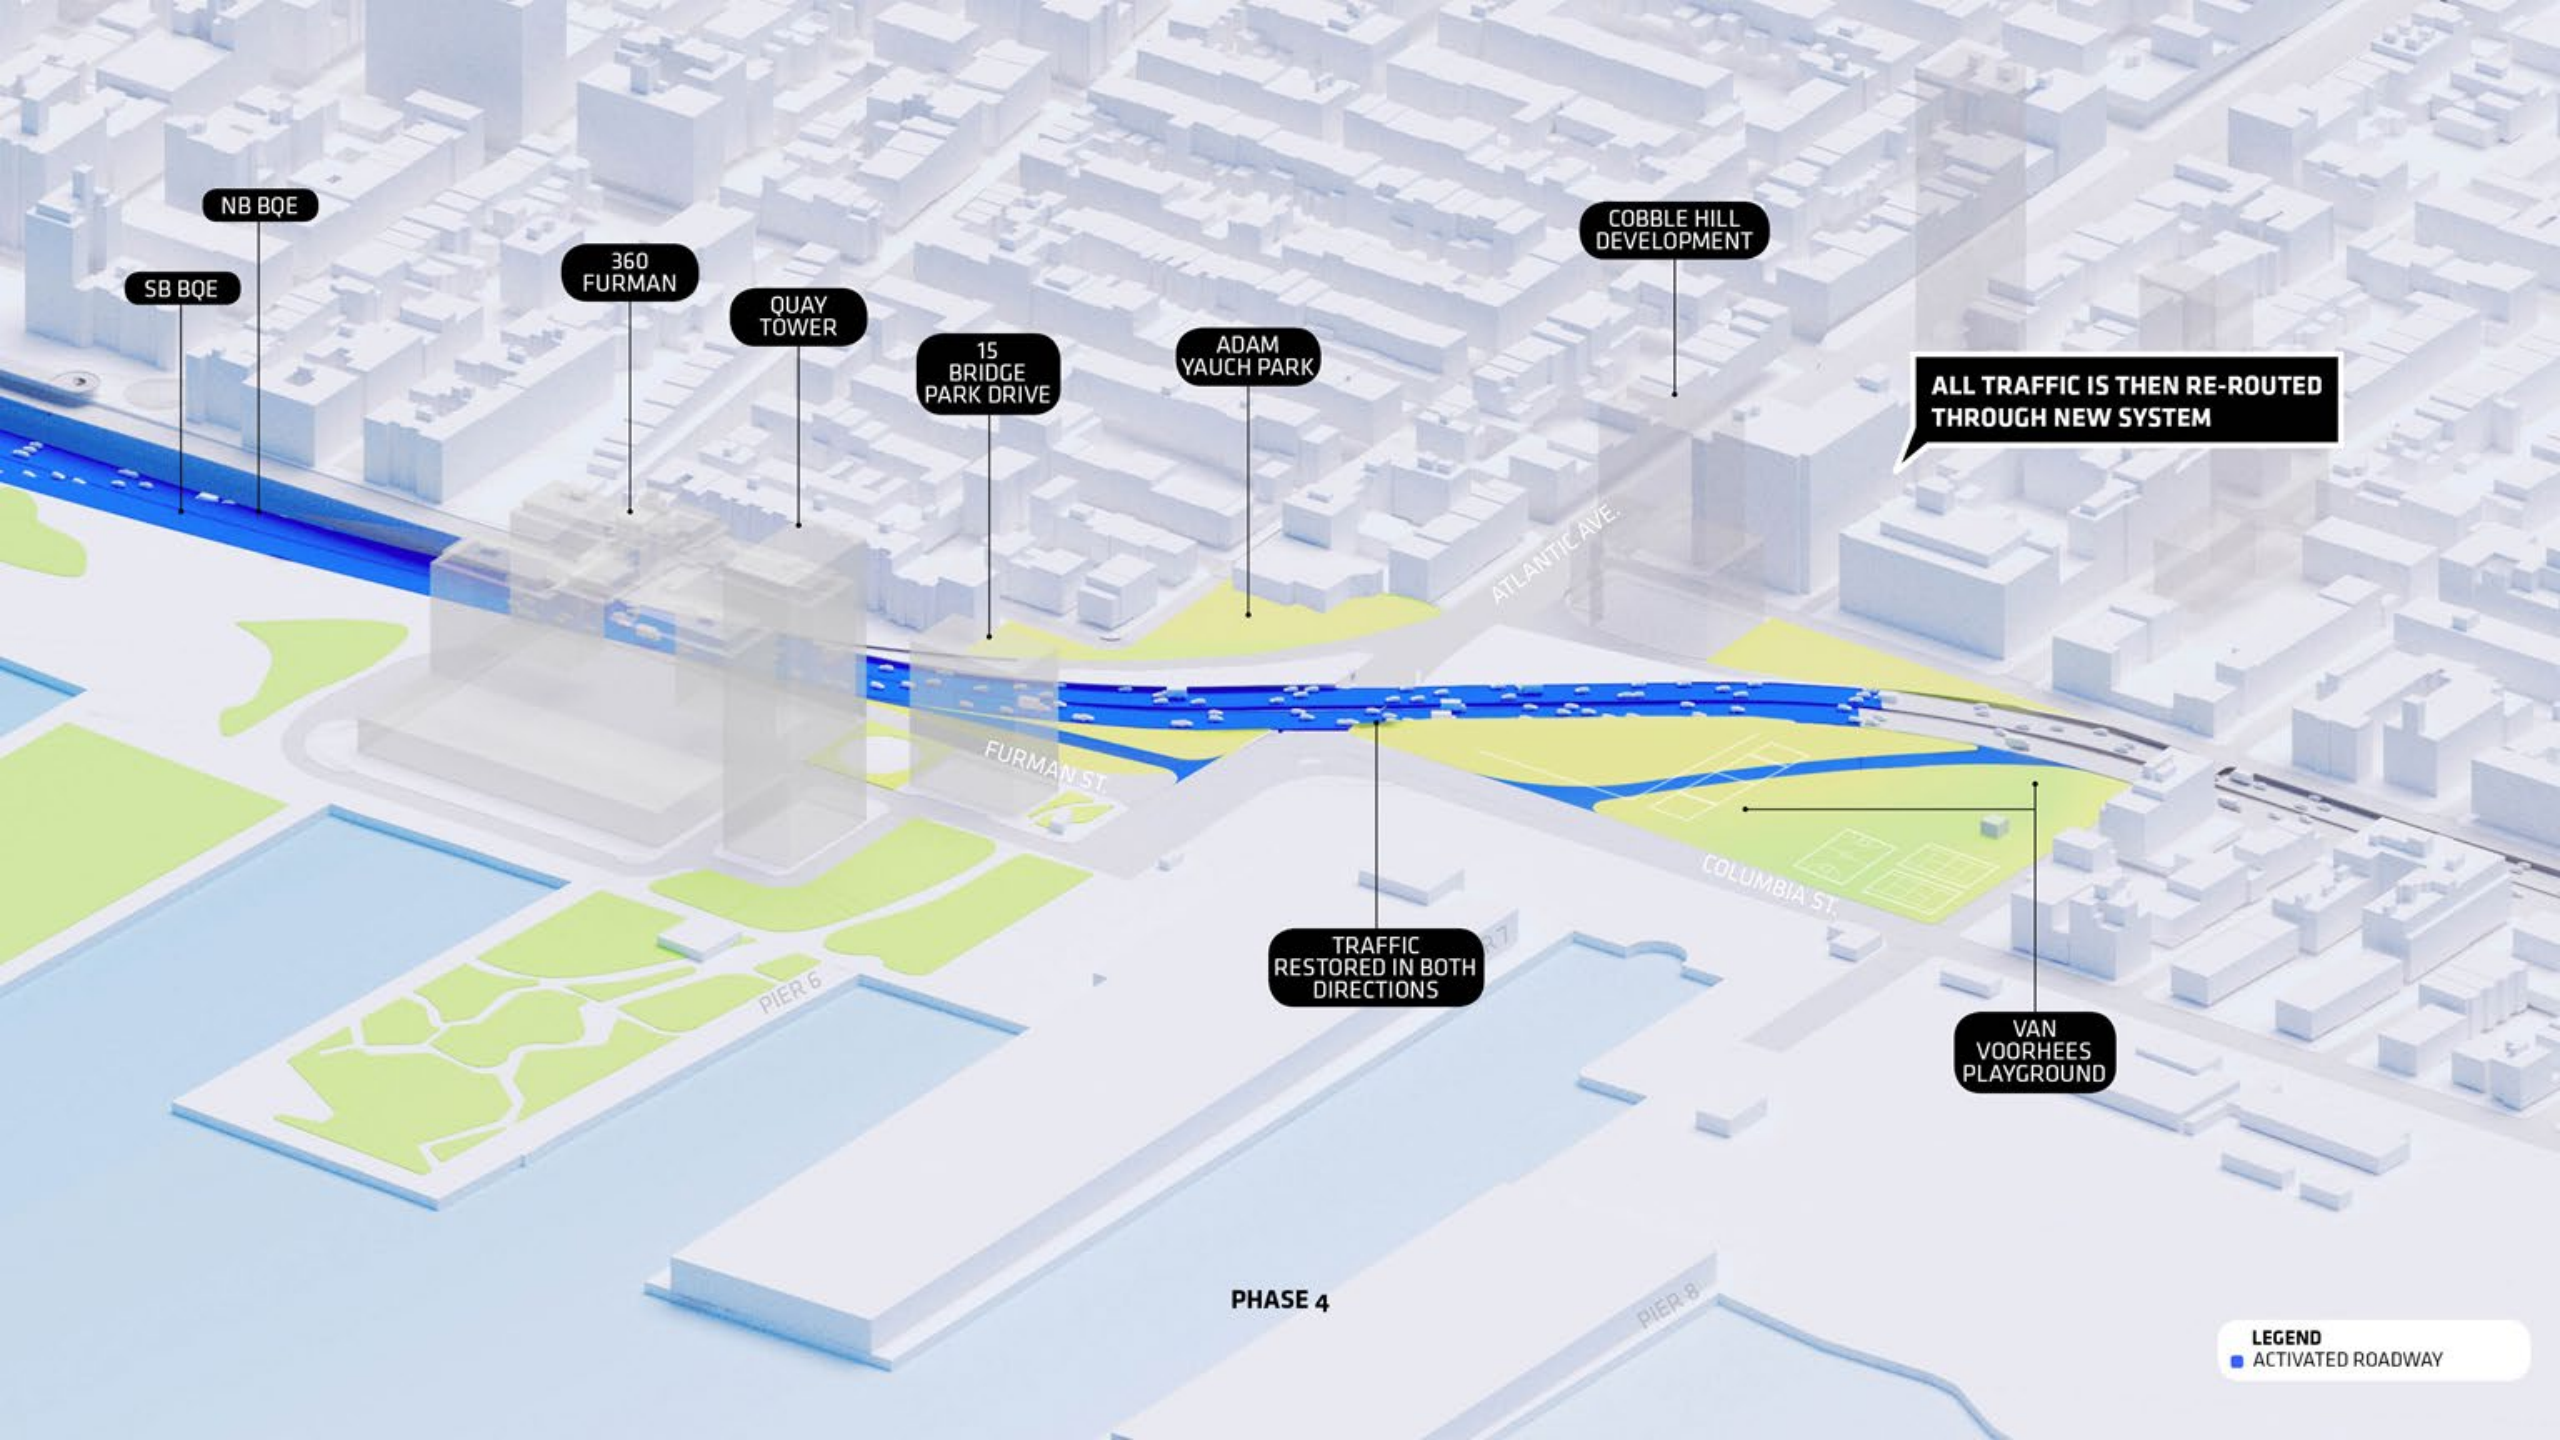 NB BQE
SB BQE
360
FURMAN
QUAY
TOWER
15
BRIDGE
PARK DRIVE
ADAM
YAUCH PARK
COBBLE HILL
DEVELOPMENT
ALL TRAFFIC IS THEN RE-ROUTED
THROUGH NEW SYSTEM
ATLANTIC AVE.
FURMAN ST.
COLUMBIA ST.
TRAFFIC
RESTORED IN BOTH
DIRECTIONS
R 7
PIER 6
VAN
VOORHEES
PLAYGROUND
PHASE 4
PIER 8
LEGEND
ACTIVATED ROADWAY